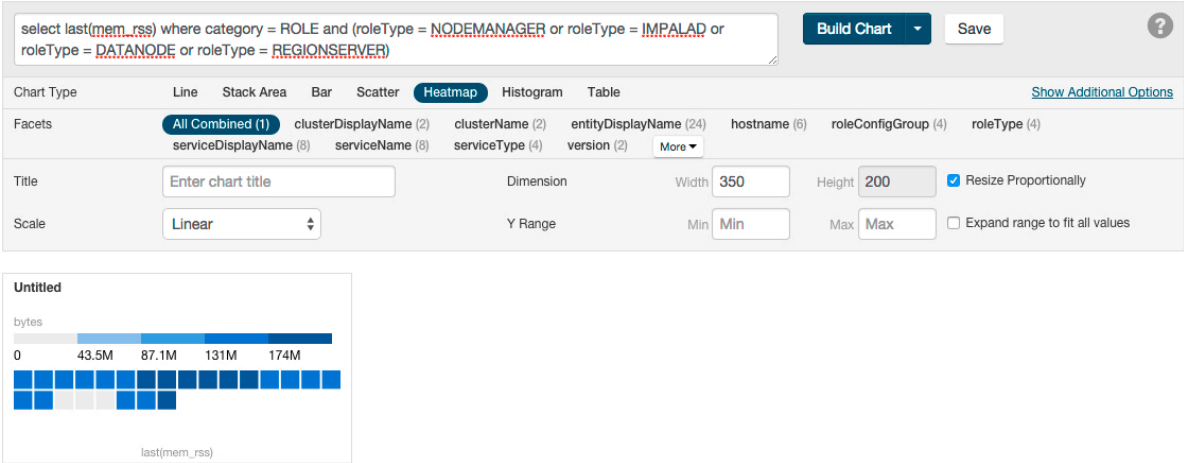 select last(mem_rss) where category = ROLE and (roleType = NODEMANAGER or roleType = IMPALAD or
roleType = DATANODE or roleType = REGIONSERVER)
Build Chart
Save
?
Chart Type Line Stack Area Bar Scatter Heatmap Histogram Table Show Additional Options
Facets All Combined (1) clusterDisplayName (2) clusterName (2) entityDisplayName (24) hostname (6) roleConfigGroup (4) roleType (4)
serviceDisplayName (8) serviceName (8) serviceType (4) version (2) More
Title Enter chart title Dimension Width 350 Height 200 Resize Proportionally
Scale Linear Y Range Min Min Max Max Expand range to fit all values
Untitled
bytes
0 43.5M 87.1M 131M 174M
last(mem_rss)